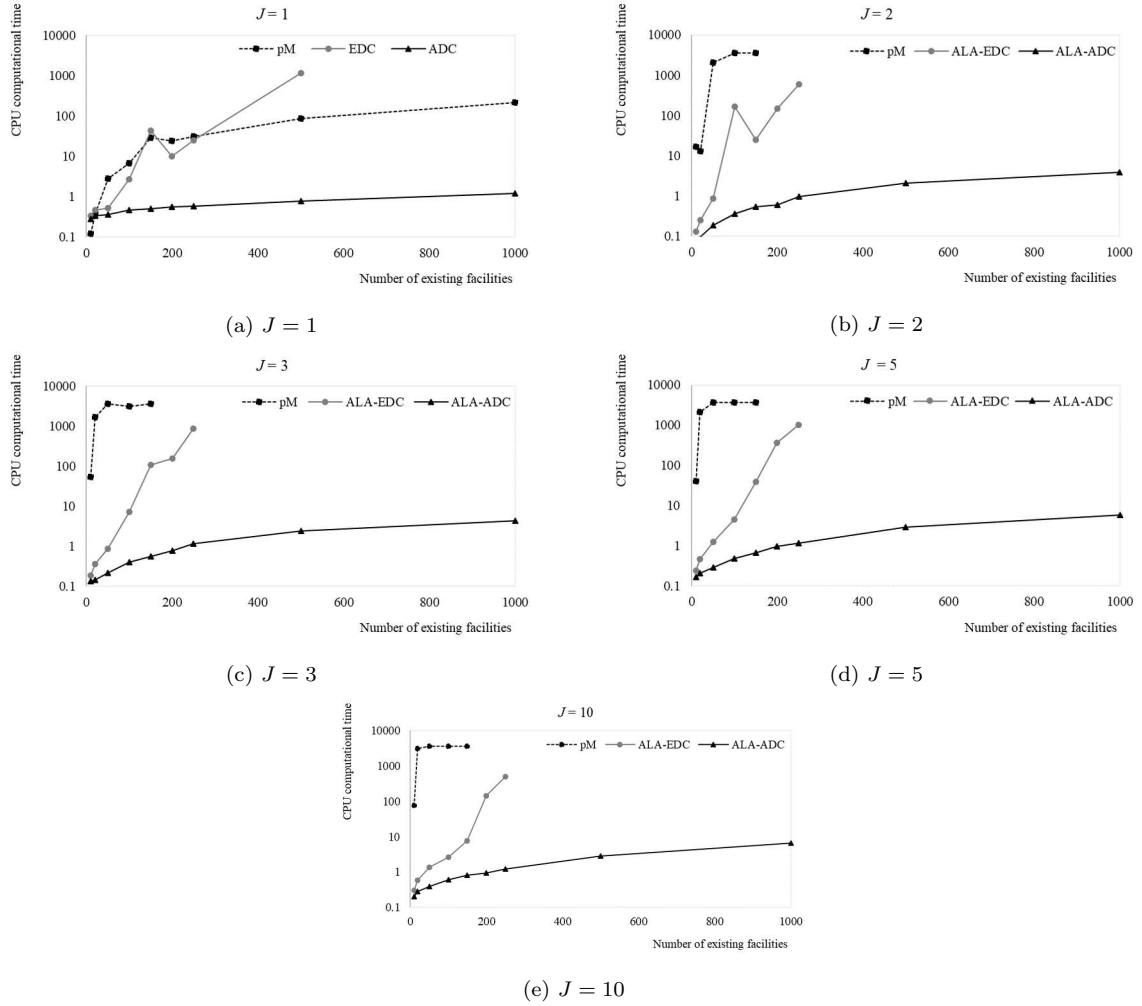 J = 1
CPU computational time
pM EDC ADC
10000
1000
100
10
1
0.1
0 200 400 600 800 1000
Number of existing facilities
(a) J = 1
J = 2
CPU computational time
pM ALA-EDC ALA-ADC
10000
1000
100
10
1
0.1
0 200 400 600 800 1000
Number of existing facilities
(b) J = 2
J = 3
CPU computational time
pM ALA-EDC ALA-ADC
10000
1000
100
10
1
0.1
0 200 400 600 800 1000
Number of existing facilities
(c) J = 3
J = 5
CPU computational time
pM ALA-EDC ALA-ADC
10000
1000
100
10
1
0.1
0 200 400 600 800 1000
Number of existing facilities
(d) J = 5
J = 10
CPU computational time
pM ALA-EDC ALA-ADC
10000
1000
100
10
1
0.1
0 200 400 600 800 1000
Number of existing facilities
(e) J = 10